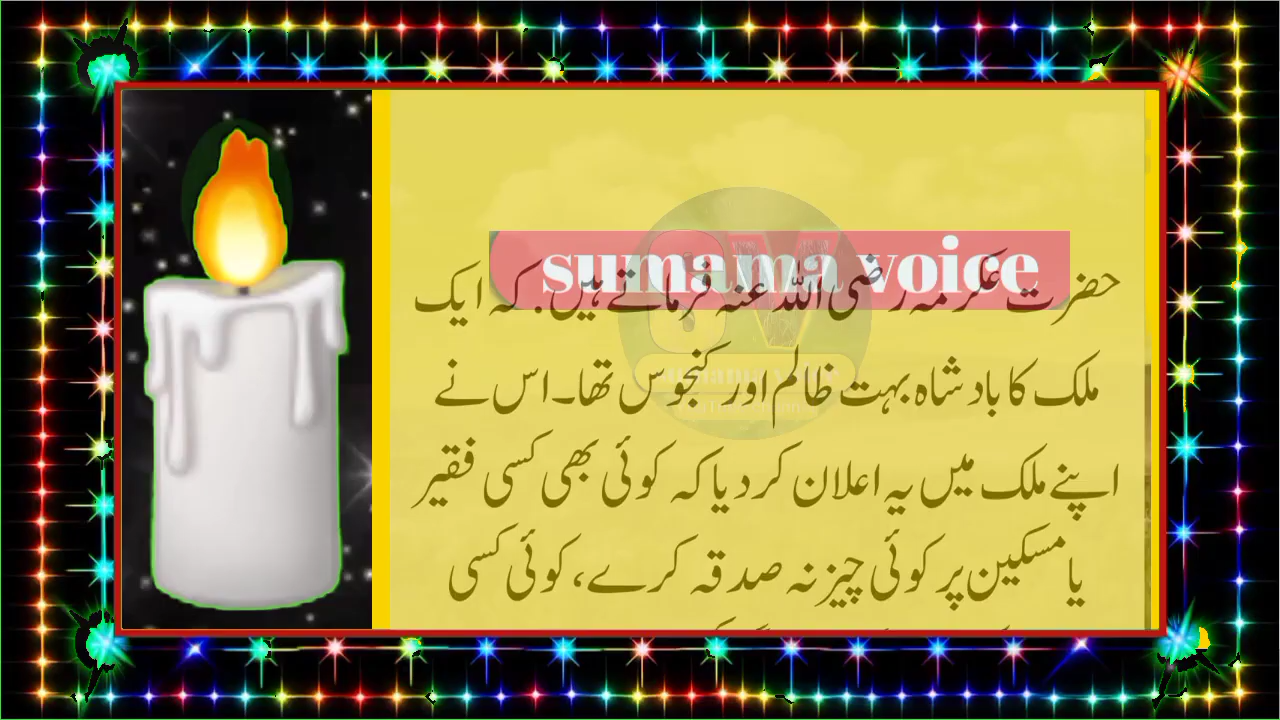 sumama voice
حضرت عکرمہ رضی اللہ عنہ فرماتے ہیں. کہ ایک
ملک کا بادشاہ بہت ظالم اور کنجوس تھا۔ اس نے
اپنے ملک میں یہ اعلان کر دیا کہ کوئی بھی کسی فقیر
یا مسکین پر کوئی چیز نہ صدقہ کرے، کوئی کسی